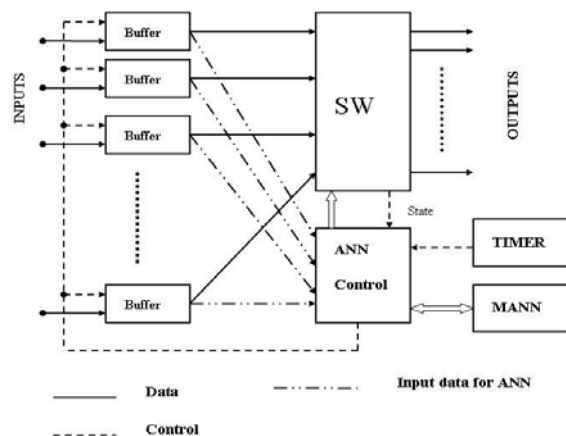 Buffer
Buffer
Buffer
Buffer
INPUTS
SW
OUTPUTS
State
ANN
Control
TIMER
MANN
Data
Input data for ANN
Control